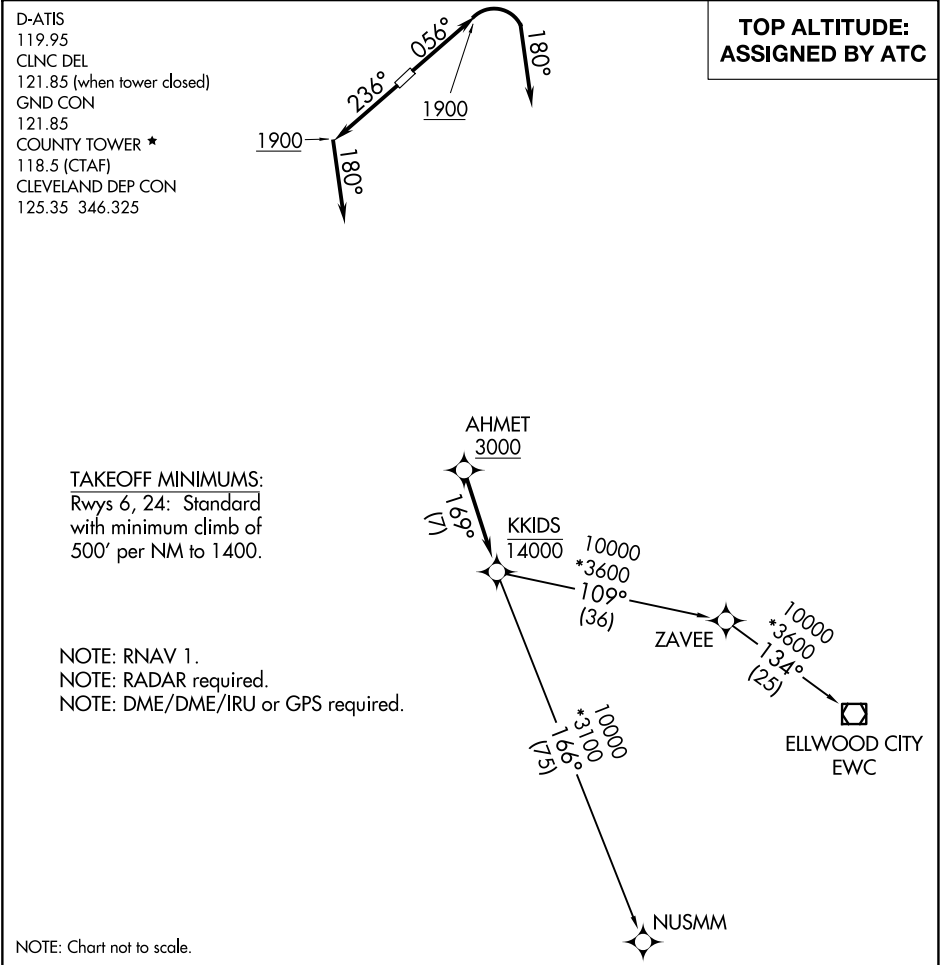 D-ATIS
119.95
CLNC DEL
121.85 (when tower closed)
GND CON
121.85
COUNTY TOWER ★
118.5 (CTAF)
CLEVELAND DEP CON
125.35 346.325
TOP ALTITUDE:
ASSIGNED BY ATC
236°
056°
180°
1900
1900
180°
AHMET
3000
169°
(7)
KKIDS
14000
10000
*3600
109°
(36)
ZAVEE
10000
*3600
134°
(25)
ELLWOOD CITY
EWC
10000
*3100
166°
(75)
NUSMM
TAKEOFF MINIMUMS:
Rwys 6, 24: Standard
with minimum climb of
500' per NM to 1400.
NOTE: RNAV 1.
NOTE: RADAR required.
NOTE: DME/DME/IRU or GPS required.
NOTE: Chart not to scale.